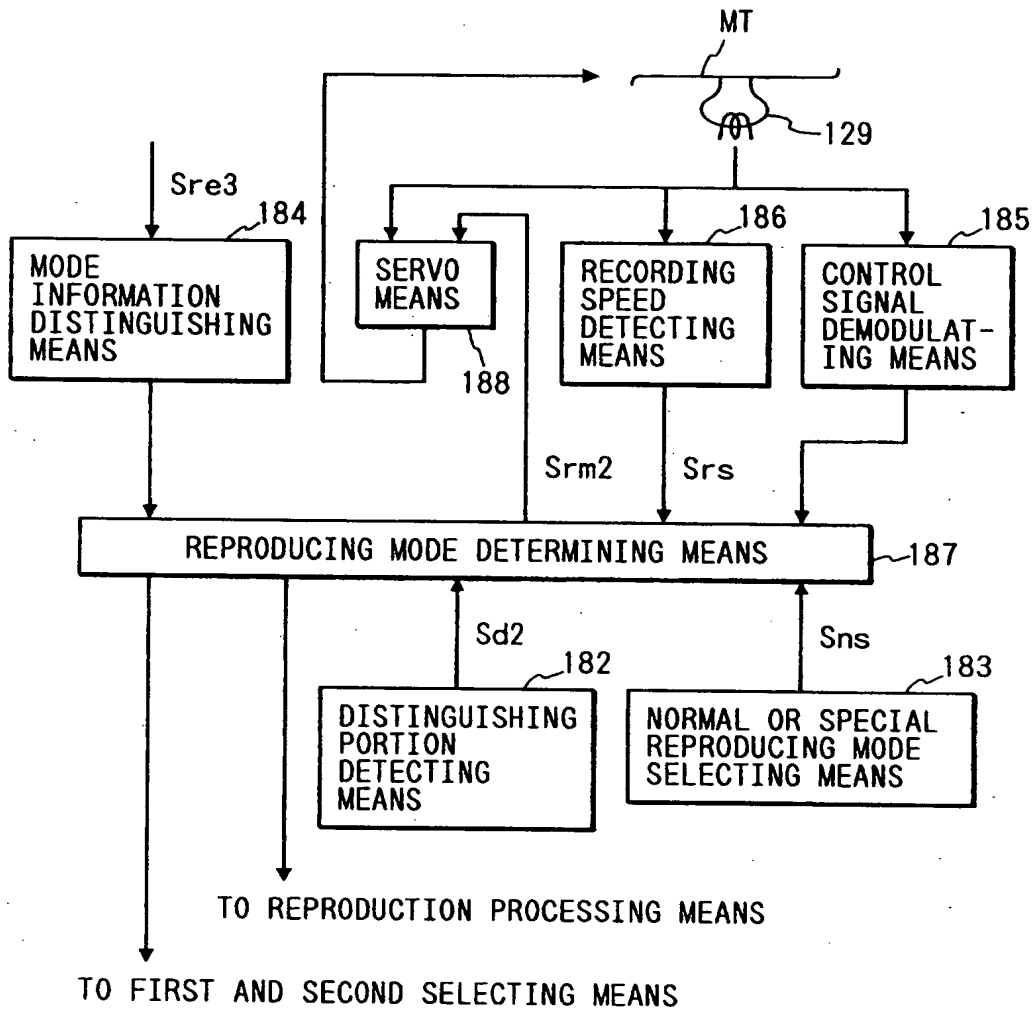 MT
129
Sre3
184
MODE
INFORMATION
DISTINGUISHING
MEANS
SERVO
MEANS
188
186
RECORDING
SPEED
DETECTING
MEANS
185
CONTROL
SIGNAL
DEMODULAT-
ING MEANS
Srm2
Srs
REPRODUCING MODE DETERMINING MEANS
187
Sd2
Sns
182
DISTINGUISHING
PORTION
DETECTING
MEANS
183
NORMAL OR SPECIAL
REPRODUCING MODE
SELECTING MEANS
TO REPRODUCTION PROCESSING MEANS
TO FIRST AND SECOND SELECTING MEANS